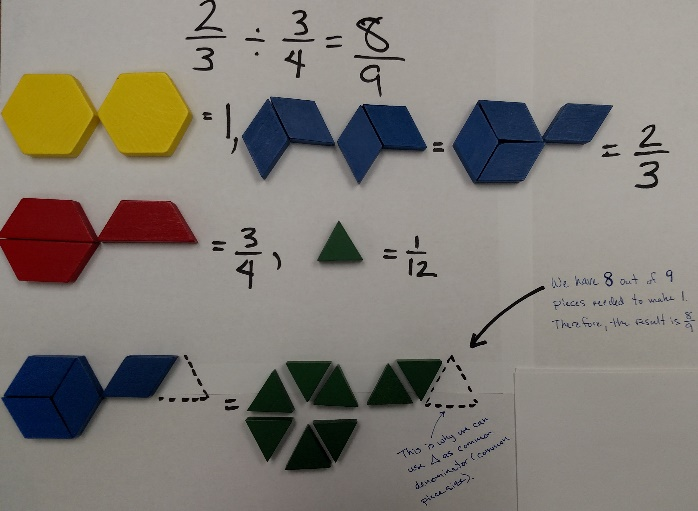 2/3 ÷ 3/4 = 8/9
= 1,
=
= 2/3
= 3/4,
= 1/12
We have 8 out of 9
pieces needed to make 1.
Therefore, the result is 8/9
=
This is why we can
use △ as common
denominator (common
piece size).